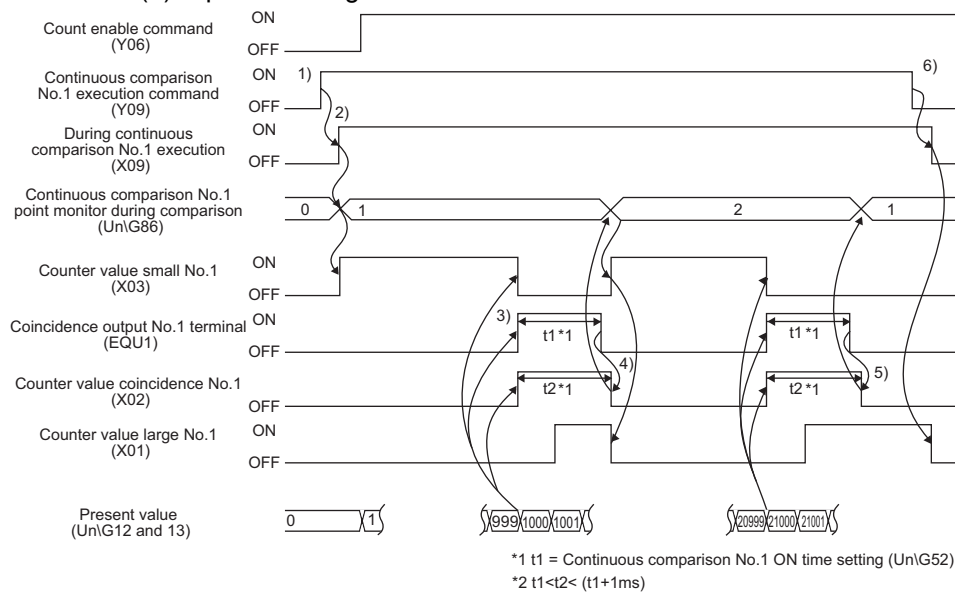 Count enable command
(Y06)
ON
OFF
Continuous comparison
No.1 execution command
(Y09)
ON
OFF
1)
6)
During continuous
comparison No.1 execution
(X09)
ON
OFF
2)
Continuous comparison No.1
point monitor during comparison
(Un\G86)
0
1
2
1
Counter value small No.1
(X03)
ON
OFF
Coincidence output No.1 terminal
(EQU1)
ON
OFF
3)
t1*1
4)
t1*1
5)
Counter value coincidence No.1
(X02)
OFF
t2*1
t2*1
Counter value large No.1
(X01)
ON
OFF
Present value
(Un\G12 and 13)
0
1
999
1000
1001
20999
21000
21001
*1 t1 = Continuous comparison No.1 ON time setting (Un\G52)
*2 t1<t2< (t1+1ms)